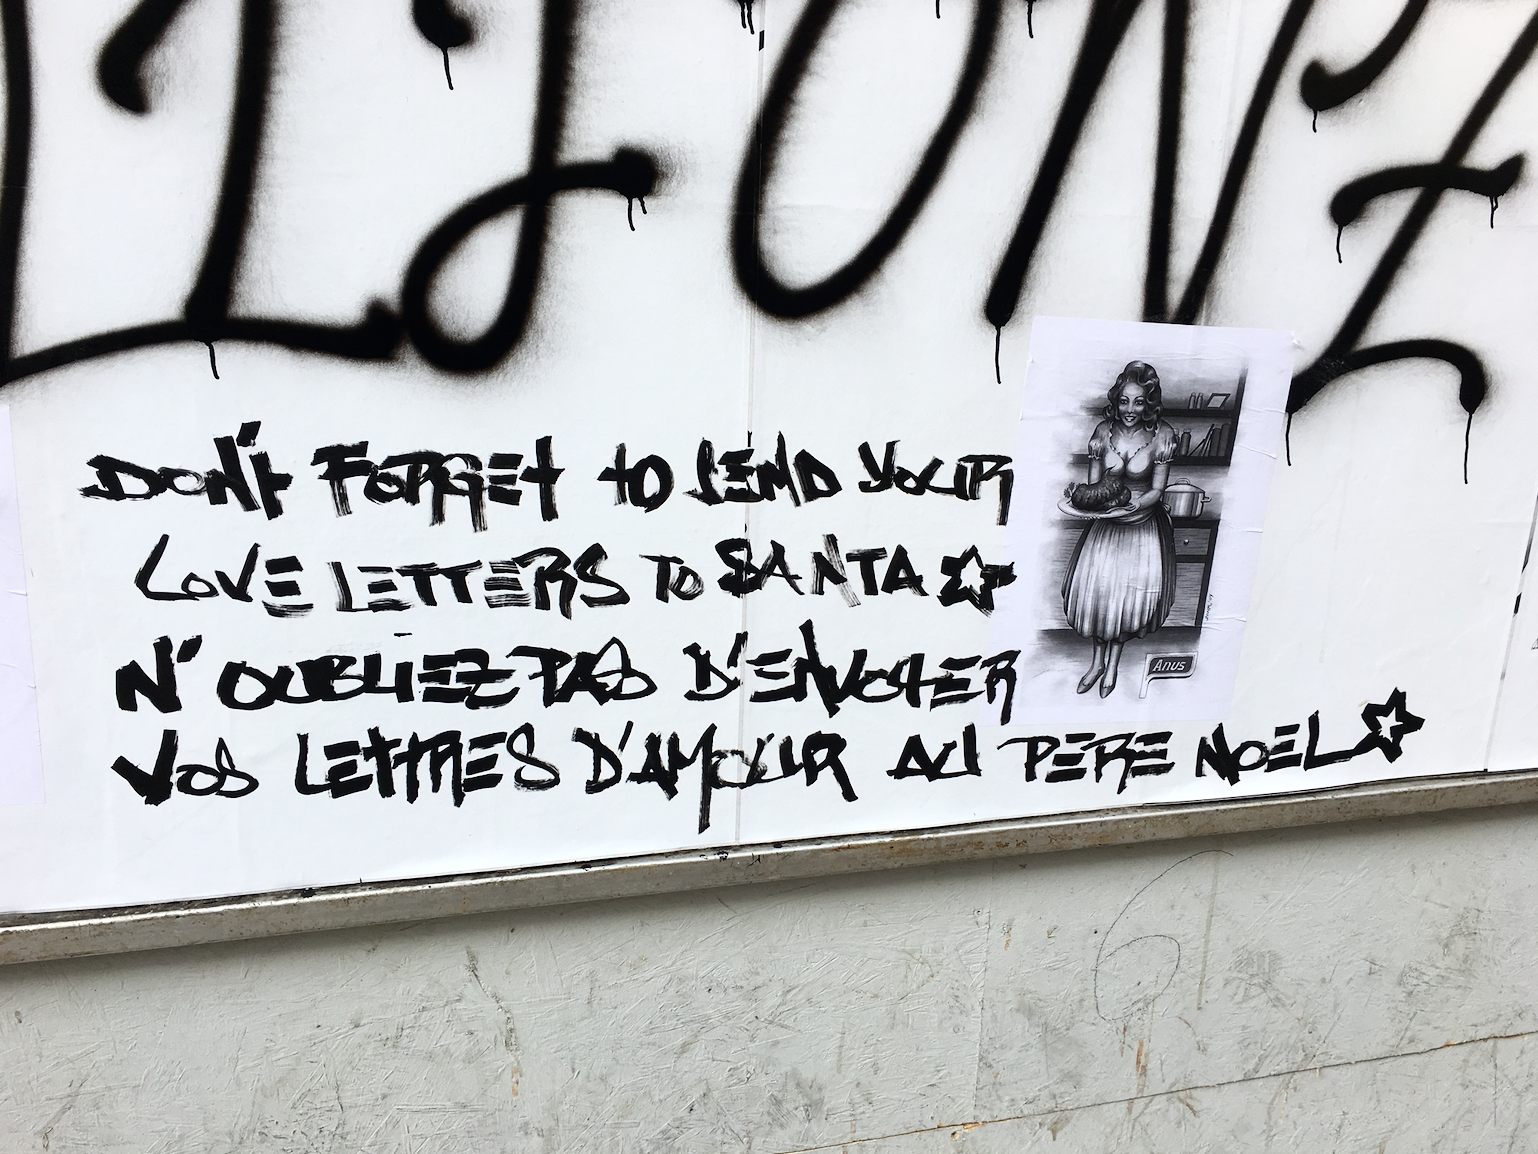 DON'T FORGET TO SEND YOUR
LOVE LETTERS TO SANTA
N'OUBLIEZ PAS D'ENVOYER
VOS LETTRES D'AMOUR AU PERE NOEL
Anus